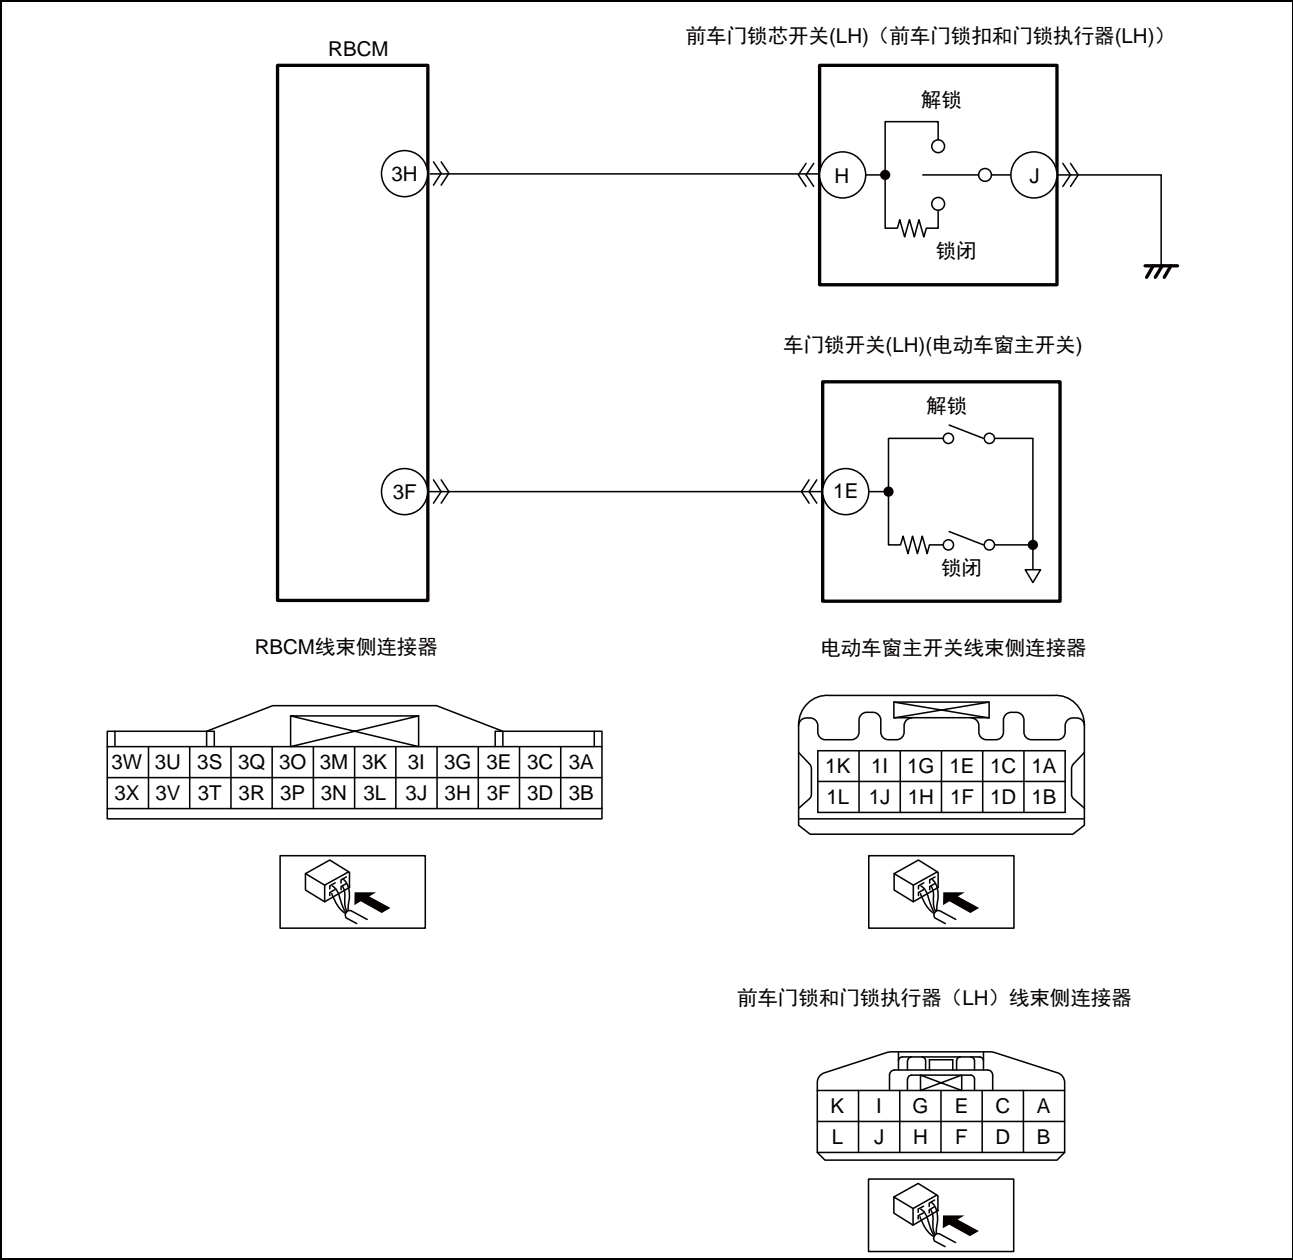 前车门锁芯开关(LH)（前车门锁扣和门锁执行器(LH)）
RBCM
解锁
3H
H
J
锁闭
车门锁开关(LH)(电动车窗主开关)
解锁
3F
1E
锁闭
RBCM线束侧连接器
电动车窗主开关线束侧连接器
3W 3U 3S 3Q 3O 3M 3K 3I 3G 3E 3C 3A
3X 3V 3T 3R 3P 3N 3L 3J 3H 3F 3D 3B
1K 1I 1G 1E 1C 1A
1L 1J 1H 1F 1D 1B
前车门锁和门锁执行器（LH）线束侧连接器
K I G E C A
L J H F D B